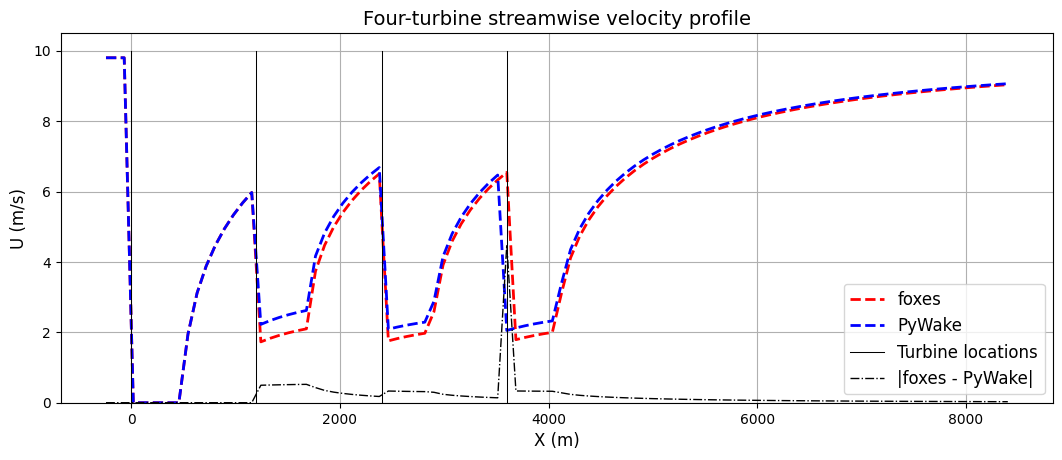 Four-turbine streamwise velocity profile
10
8
6
4
2
0
U (m/s)
foxes
PyWake
Turbine locations
|foxes - PyWake|
0 2000 4000 6000 8000
X (m)